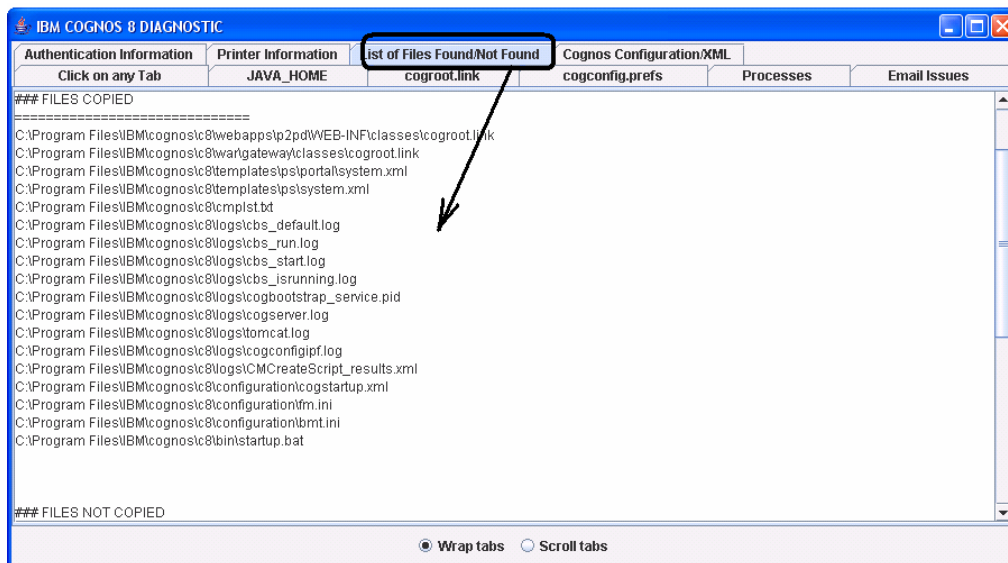 IBM COGNOS 8 DIAGNOSTIC
Authentication Information Printer Information List of Files Found/Not Found Cognos Configuration/XML
Click on any Tab JAVA_HOME cogroot.link cogconfig.prefs Processes Email Issues
### FILES COPIED
==============================
C:\Program Files\IBM\cognos\c8\webapps\p2pd\WEB-INF\classes\cogroot.link
C:\Program Files\IBM\cognos\c8\war\gateway\classes\cogroot.link
C:\Program Files\IBM\cognos\c8\templates\ps\portal\system.xml
C:\Program Files\IBM\cognos\c8\templates\ps\system.xml
C:\Program Files\IBM\cognos\c8\cmplst.txt
C:\Program Files\IBM\cognos\c8\logs\cbs_default.log
C:\Program Files\IBM\cognos\c8\logs\cbs_run.log
C:\Program Files\IBM\cognos\c8\logs\cbs_start.log
C:\Program Files\IBM\cognos\c8\logs\cbs_isrunning.log
C:\Program Files\IBM\cognos\c8\logs\cogbootstrap_service.pid
C:\Program Files\IBM\cognos\c8\logs\cogserver.log
C:\Program Files\IBM\cognos\c8\logs\tomcat.log
C:\Program Files\IBM\cognos\c8\logs\cogconfigipf.log
C:\Program Files\IBM\cognos\c8\logs\CMCreateScript_results.xml
C:\Program Files\IBM\cognos\c8\configuration\cogstartup.xml
C:\Program Files\IBM\cognos\c8\configuration\fm.ini
C:\Program Files\IBM\cognos\c8\configuration\bmt.ini
C:\Program Files\IBM\cognos\c8\bin\startup.bat
### FILES NOT COPIED
Wrap tabs Scroll tabs